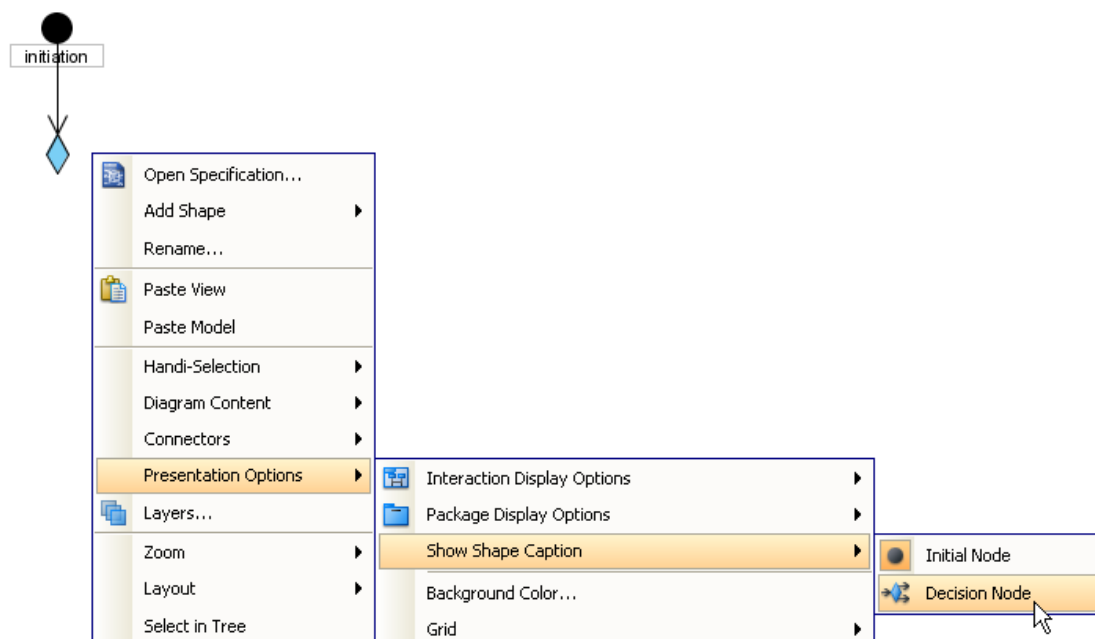 initiation
Open Specification...
Add Shape
Rename...
Paste View
Paste Model
Handi-Selection
Diagram Content
Connectors
Presentation Options
Layers...
Zoom
Layout
Select in Tree
Interaction Display Options
Package Display Options
Show Shape Caption
Background Color...
Grid
Initial Node
Decision Node